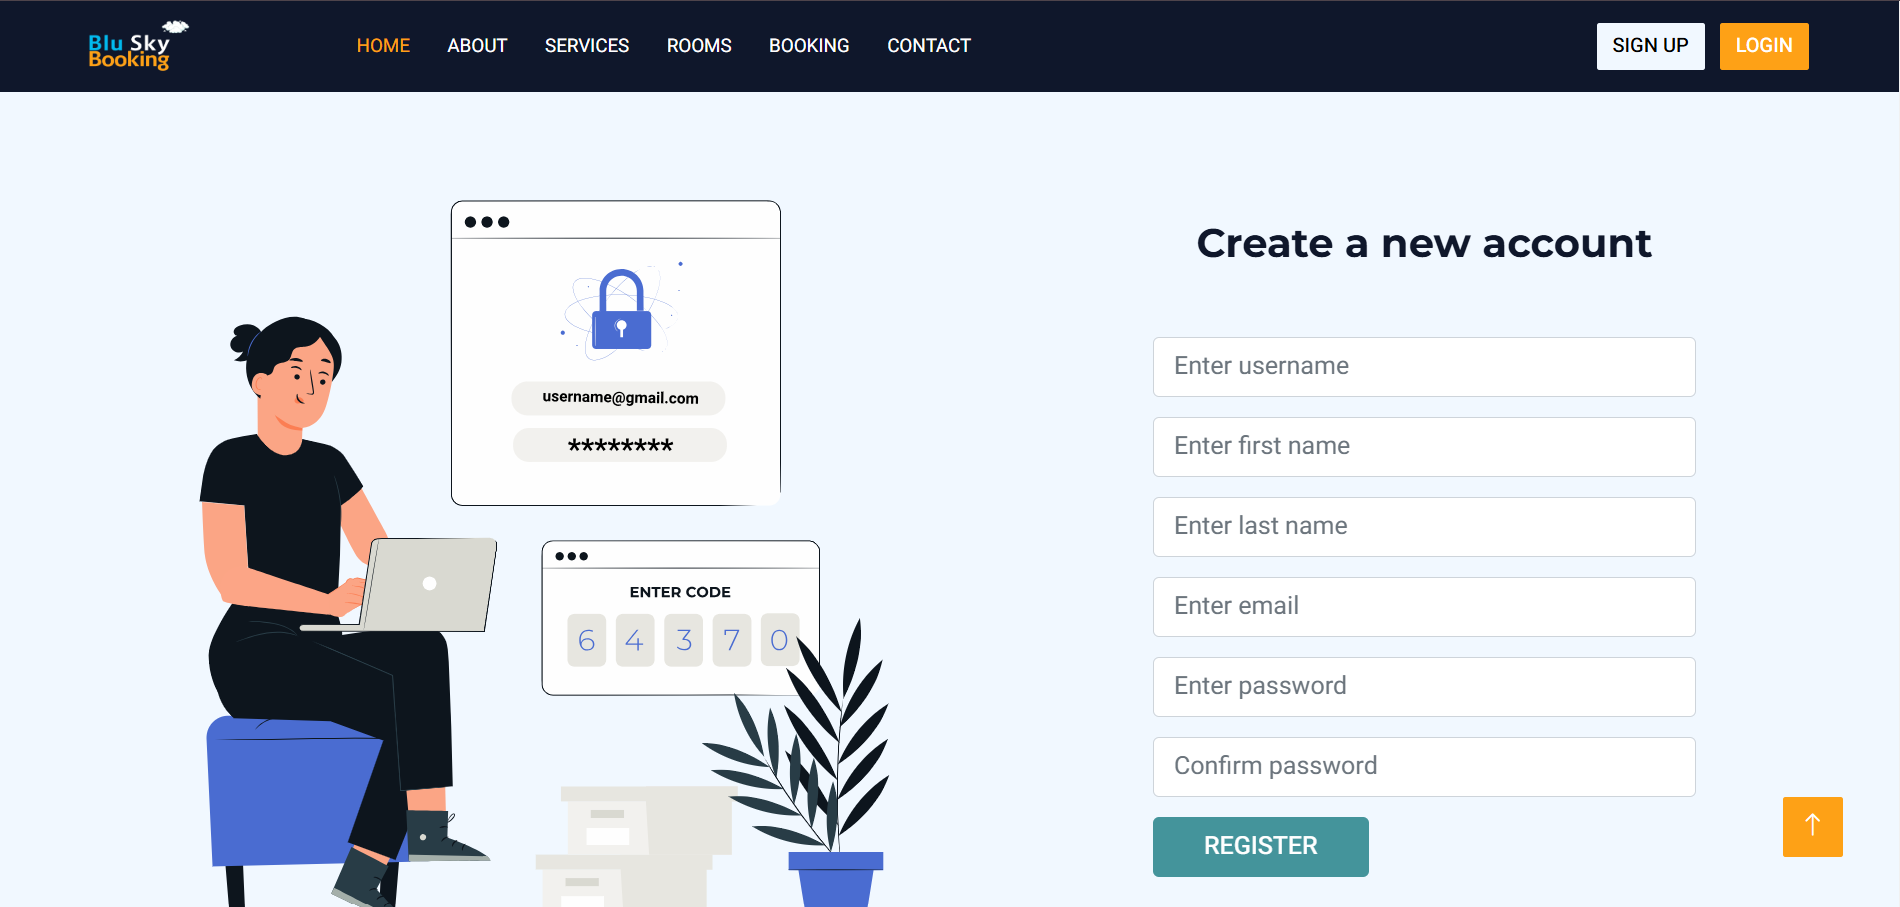 Blu Sky
Booking
HOME
ABOUT
SERVICES
ROOMS
BOOKING
CONTACT
SIGN UP
LOGIN
username@gmail.com
********
ENTER CODE
6 4 3 7 0
Create a new account
Enter username
Enter first name
Enter last name
Enter email
Enter password
Confirm password
REGISTER